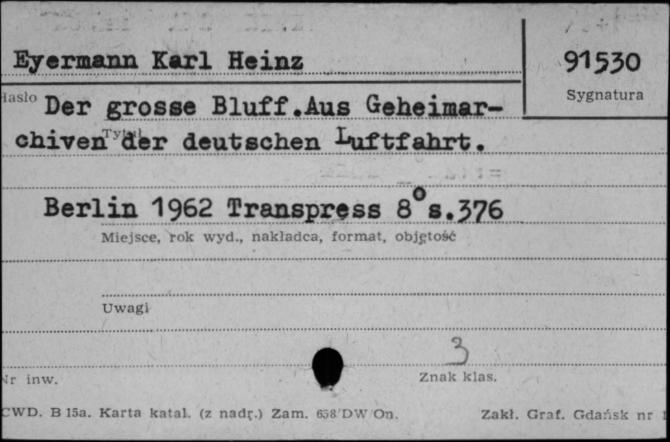 Eyermann Karl Heinz
91530
Hasło
Sygnatura
Der grosse Bluff. Aus Geheimar-
chiven der deutschen Luftfahrt.
Tytuł
Berlin 1962 Transpress 8° s.376
Miejsce, rok wyd., nakładca, format, objętość
Uwagi
3
Nr inw.
Znak klas.
CWD. B 15a. Karta katal. (z nadr.) Zam. 658/DW/On.
Zakł. Graf. Gdańsk nr 1